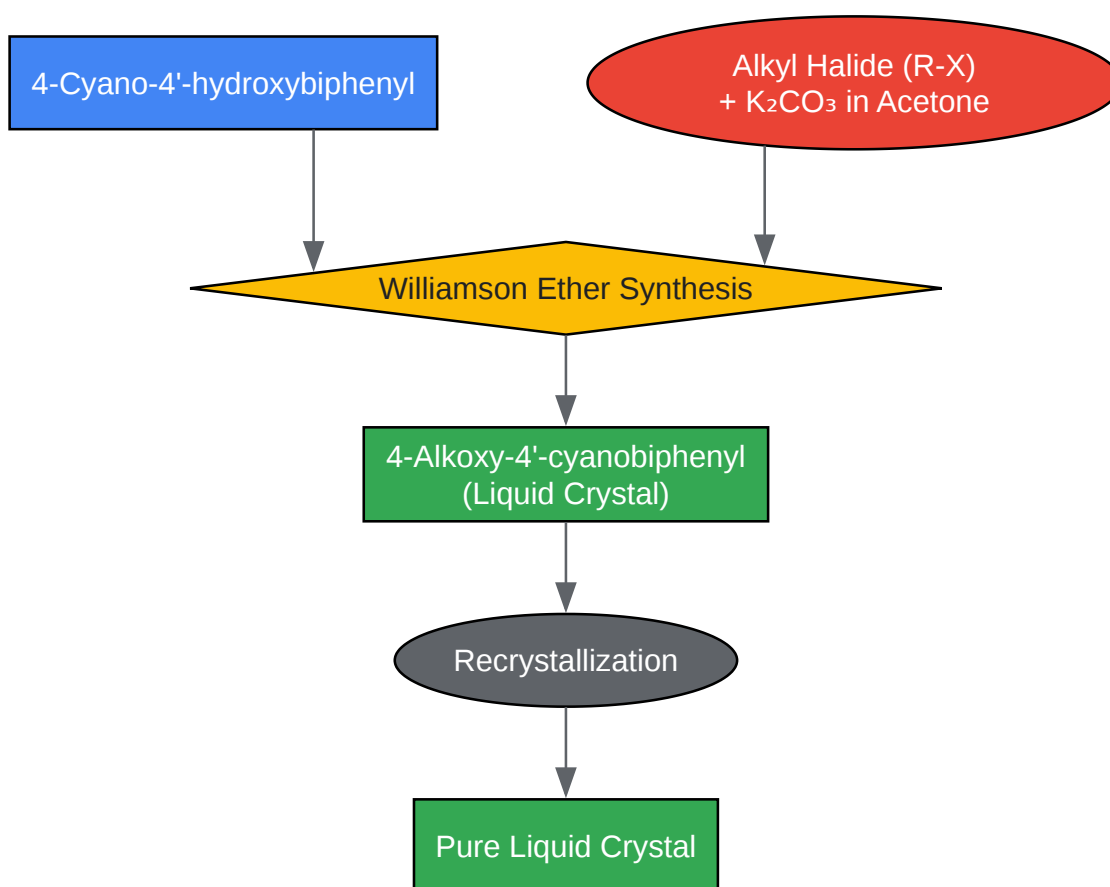 4-Cyano-4'-hydroxybiphenyl
Alkyl Halide (R-X)
+ K₂CO₃ in Acetone
Williamson Ether Synthesis
4-Alkoxy-4'-cyanobiphenyl
(Liquid Crystal)
Recrystallization
Pure Liquid Crystal